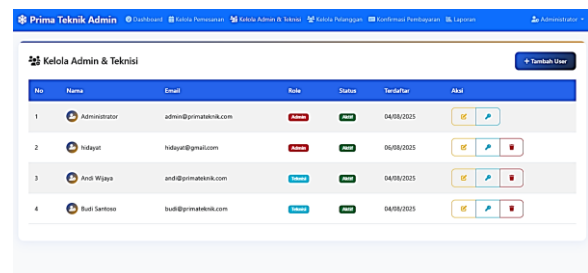 Prima Teknik Admin Dashboard Kelola Pemesanan Kelola Admin & Teknisi Kelola Pelanggan Konfirmasi Pembayaran Laporan Administrator
Kelola Admin & Teknisi + Tambah User
No Nama Email Role Status Terdaftar Aksi
1 Administrator admin@primateknik.com Admin Aktif 04/08/2025
2 hidayat hidayat@gmail.com Admin Aktif 06/08/2025
3 Andi Wijaya andi@primateknik.com Teknisi Aktif 04/08/2025
4 Budi Santoso budi@primateknik.com Teknisi Aktif 04/08/2025